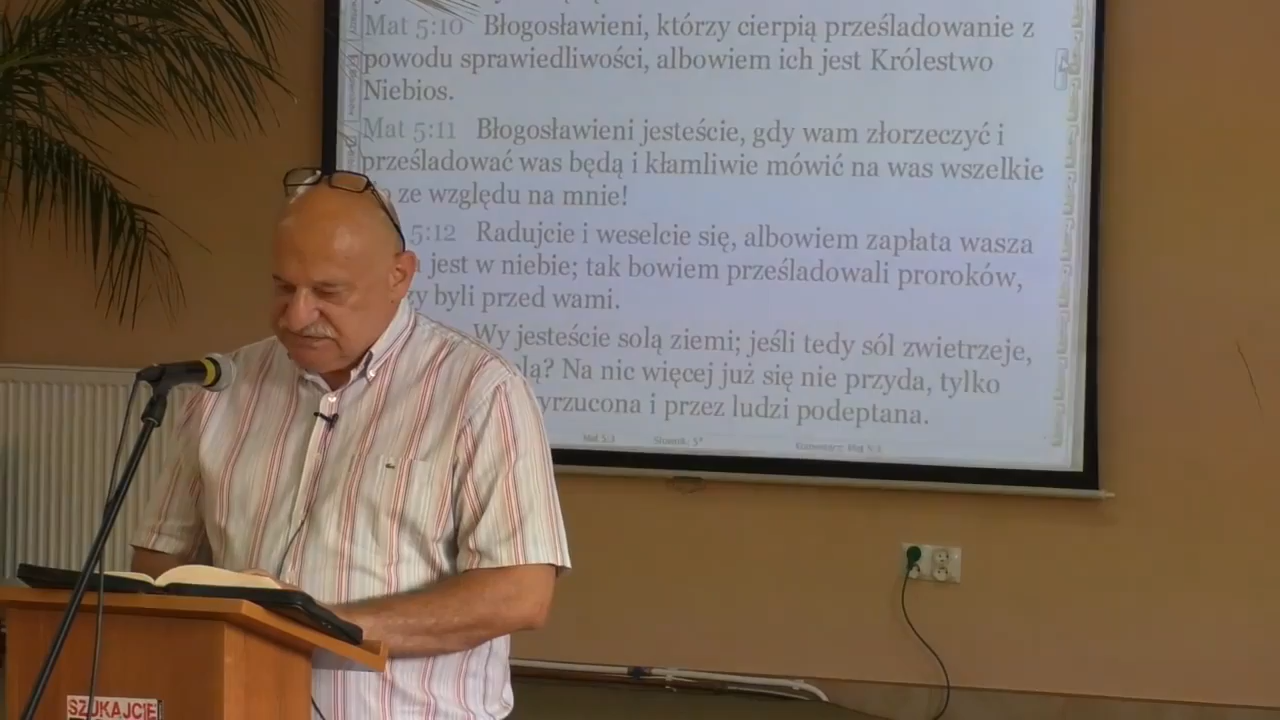 Mat 5:10 Błogosławieni, którzy cierpią prześladowanie z
powodu sprawiedliwości, albowiem ich jest Królestwo
Niebios.
Mat 5:11 Błogosławieni jesteście, gdy wam złorzeczyć i
prześladować was będą i kłamliwie mówić na was wszelkie
ze względu na mnie!
5:12 Radujcie i weselcie się, albowiem zapłata wasza
jest w niebie; tak bowiem prześladowali proroków,
byli przed wami.
Wy jesteście solą ziemi; jeśli tedy sól zwietrzeje,
Na nic więcej już się nie przyda, tylko
i przez ludzi podeptana.
Mat 5:3
SZUKAJCIE